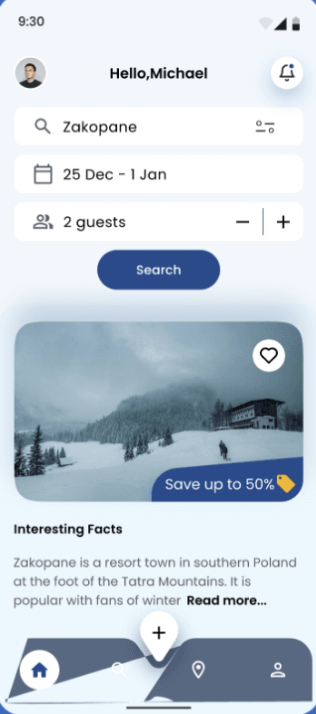 9:30
Hello,Michael
Zakopane
25 Dec - 1 Jan
2 guests
Search
Save up to 50%
Interesting Facts
Zakopane is a resort town in southern Poland
at the foot of the Tatra Mountains. It is
popular with fans of winter Read more...